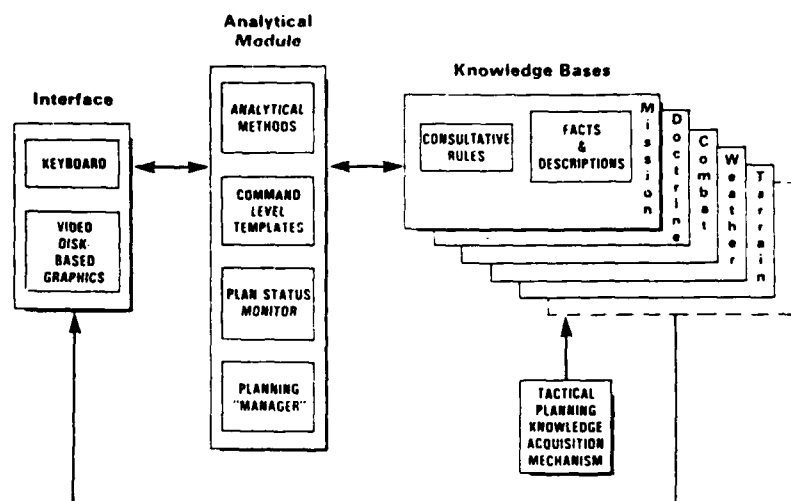 Analytical
Module
Knowledge Bases
Interface
KEYBOARD
VIDEO
DISK-
BASED
GRAPHICS
ANALYTICAL
METHODS
COMMAND
LEVEL
TEMPLATES
PLAN STATUS
MONITOR
PLANNING
"MANAGER"
CONSULTATIVE
RULES
FACTS
&
DESCRIPTIONS
Mission
Doctrine
Combat
Weather
Tarrain
TACTICAL
PLANNING
KNOWLEDGE
ACQUISITION
MECHANISM